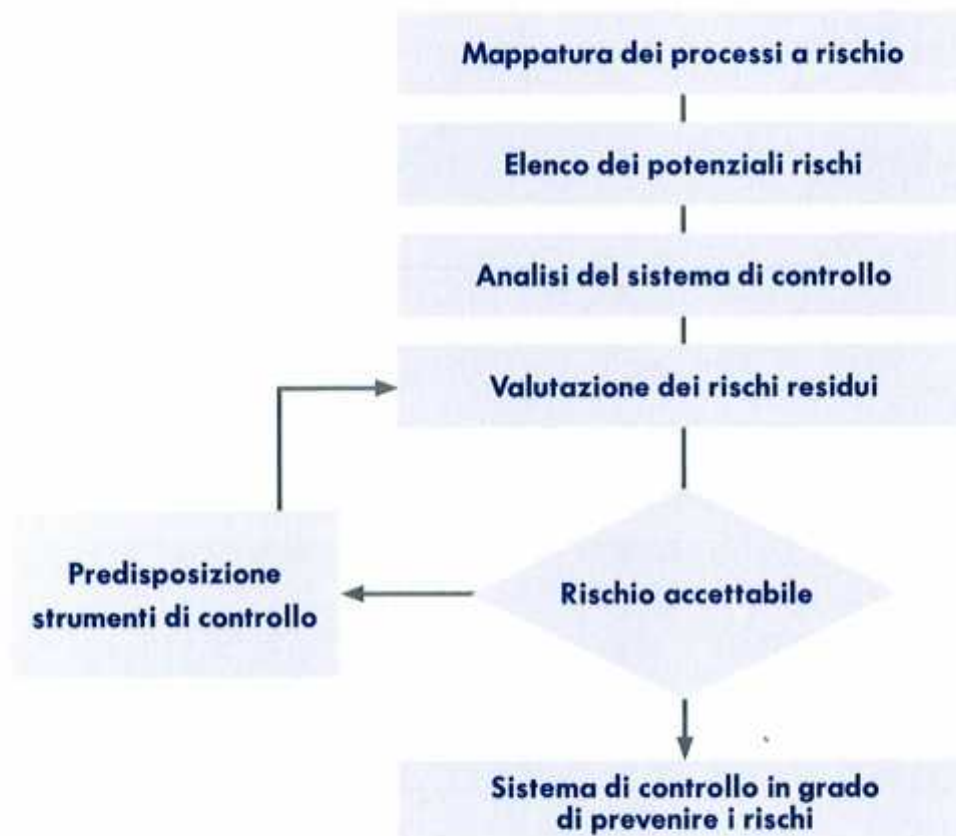 Mappatura dei processi a rischio
Elenco dei potenziali rischi
Analisi del sistema di controllo
Valutazione dei rischi residui
Predisposizione
strumenti di controllo
Rischio accettabile
Sistema di controllo in grado
di prevenire i rischi